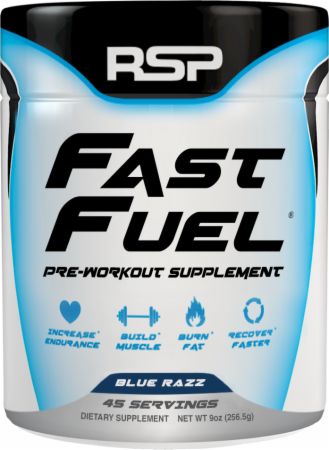 RSP
FAST
FUEL®
PRE-WORKOUT SUPPLEMENT
INCREASE* BUILD* BURN* RECOVER*
ENDURANCE MUSCLE FAT FASTER
BLUE RAZZ
45 SERVINGS
DIETARY SUPPLEMENT NET WT 9oz (256.5g)